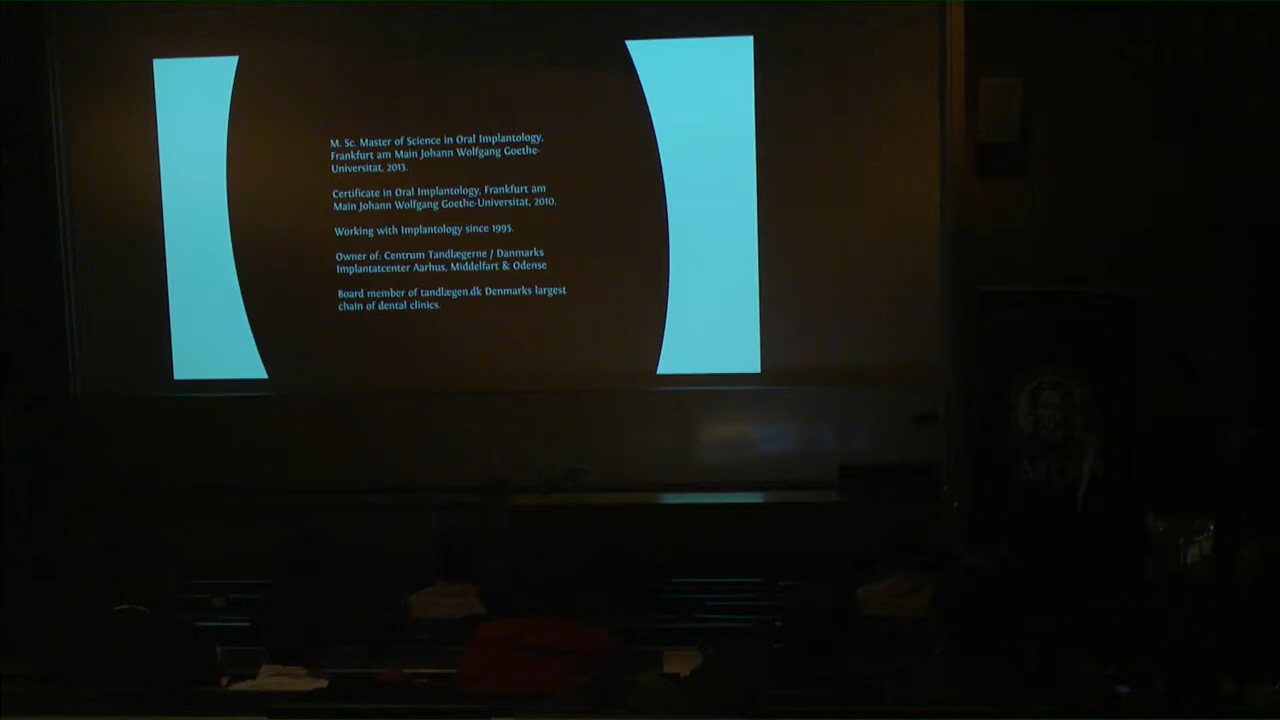 M. Sc. Master of Science in Oral Implantology,
Frankfurt am Main Johann Wolfgang Goethe-
Universitat, 2013.
Certificate in Oral Implantology, Frankfurt am
Main Johann Wolfgang Goethe-Universitat, 2010.
Working with Implantology since 1995.
Owner of: Centrum Tandlægerne / Danmarks
Implantatcenter Aarhus, Middelfart & Odense
Board member of tandlægen.dk Denmarks largest
chain of dental clinics.